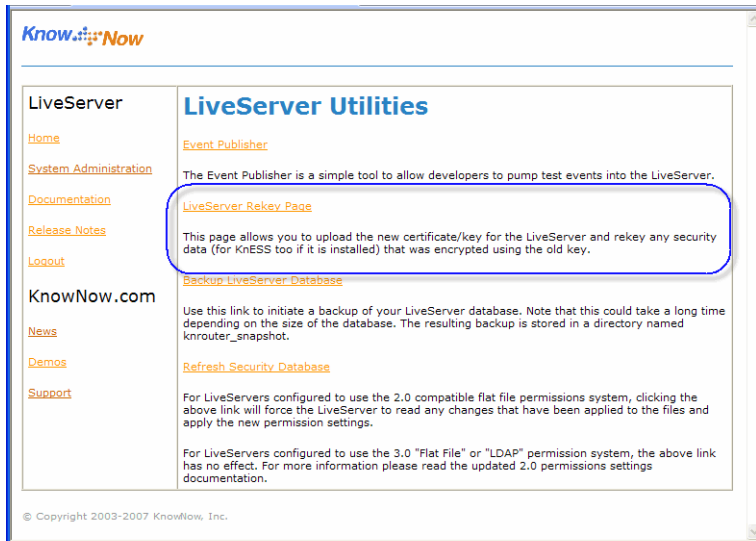 Know Now
LiveServer
Home
System Administration
Documentation
Release Notes
Logout
KnowNow.com
News
Demos
Support
LiveServer Utilities
Event Publisher
The Event Publisher is a simple tool to allow developers to pump test events into the LiveServer.
LiveServer Rekey Page
This page allows you to upload the new certificate/key for the LiveServer and rekey any security
data (for KnESS too if it is installed) that was encrypted using the old key.
Backup LiveServer Database
Use this link to initiate a backup of your LiveServer database. Note that this could take a long time
depending on the size of the database. The resulting backup is stored in a directory named
knrouter_snapshot.
Refresh Security Database
For LiveServers configured to use the 2.0 compatible flat file permissions system, clicking the
above link will force the LiveServer to read any changes that have been applied to the files and
apply the new permission settings.
For LiveServers configured to use the 3.0 "Flat File" or "LDAP" permission system, the above link
has no effect. For more information please read the updated 2.0 permissions settings
documentation.
© Copyright 2003-2007 KnowNow, Inc.